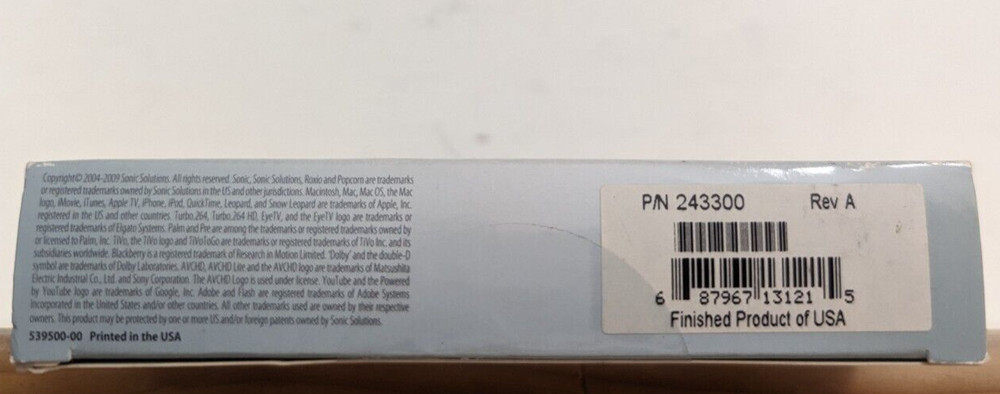 Copyright© 2004-2009 Sonic Solutions. All rights reserved. Sonic, Sonic Solutions, Roxio and Popcorn are trademarks
or registered trademarks owned by Sonic Solutions in the US and other jurisdictions. Macintosh, Mac, Mac OS, the Mac
logo, iMovie, iTunes, Apple TV, iPhone, iPod, QuickTime, Leopard, and Snow Leopard are trademarks of Apple, Inc.
registered in the US and other countries. Turbo.264, Turbo.264 HD, EyeTV, and the EyeTV logo are trademarks or
registered trademarks of Elgato Systems. Palm and Pre are among the trademarks or registered trademarks owned by
or licensed to Palm, Inc. TiVo, the TiVo logo and TiVoToGo are trademarks or registered trademarks of TiVo Inc. and its
subsidiaries worldwide. Blackberry is a registered trademark of Research in Motion Limited. 'Dolby' and the double-D
symbol are trademarks of Dolby Laboratories. AVCHD, AVCHD Lite and the AVCHD logo are trademarks of Matsushita
Electric Industrial Co., Ltd. and Sony Corporation. The AVCHD Logo is used under license. YouTube and the Powered
by YouTube logo are trademarks of Google, Inc. Adobe and Flash are registered trademarks of Adobe Systems
Incorporated in the United States and/or other countries. All other trademarks used are owned by their respective
owners. This product may be protected by one or more US and/or foreign patents owned by Sonic Solutions.
539500-00 Printed in the USA
P/N 243300 Rev A
6 87967 13121 5
Finished Product of USA